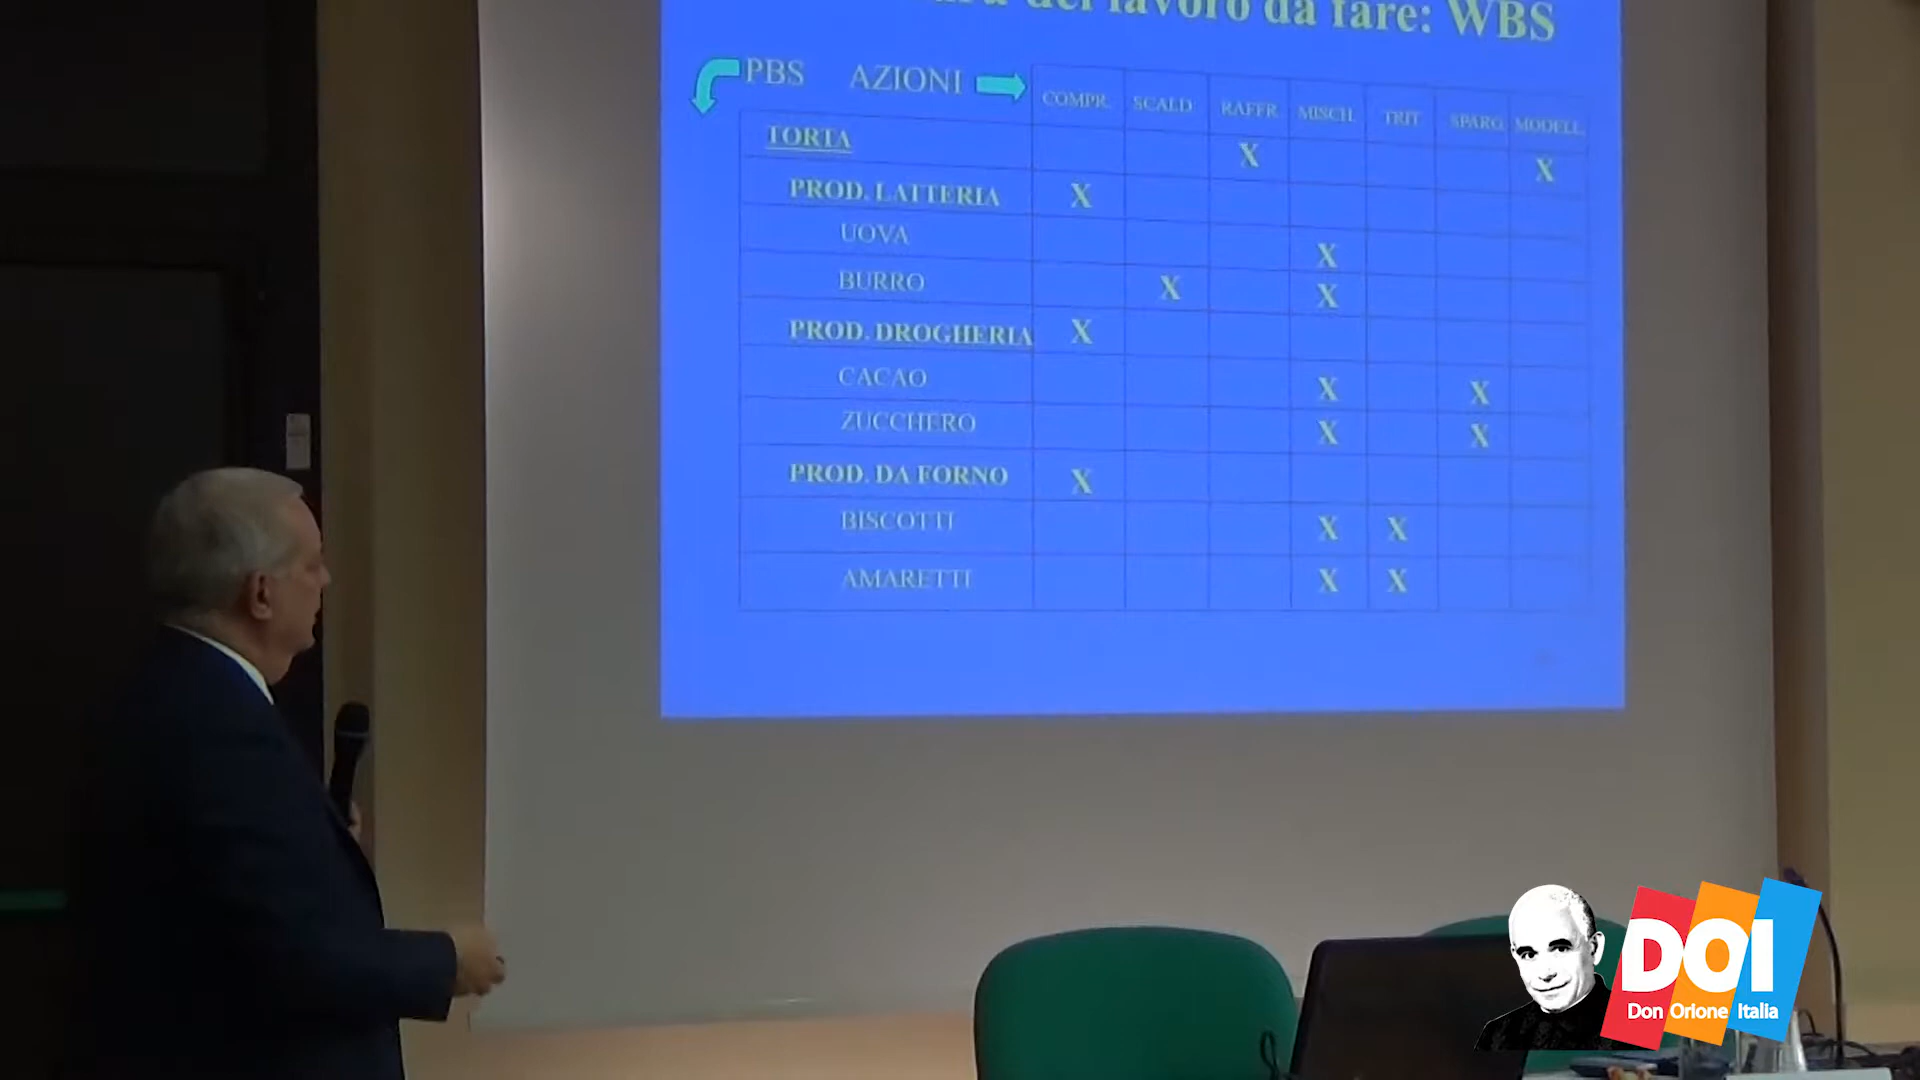 del lavoro da fare: WBS
PBS AZIONI COMPR. SCALD RAFFR MISCH. TRIT SPARG MODELL.
TORTA X X
PROD. LATTERIA X
UOVA X
BURRO X X
PROD. DROGHERIA X
CACAO X X
ZUCCHERO X X
PROD. DA FORNO X
BISCOTTI X X
AMARETTI X X
DOI
Don Orione Italia